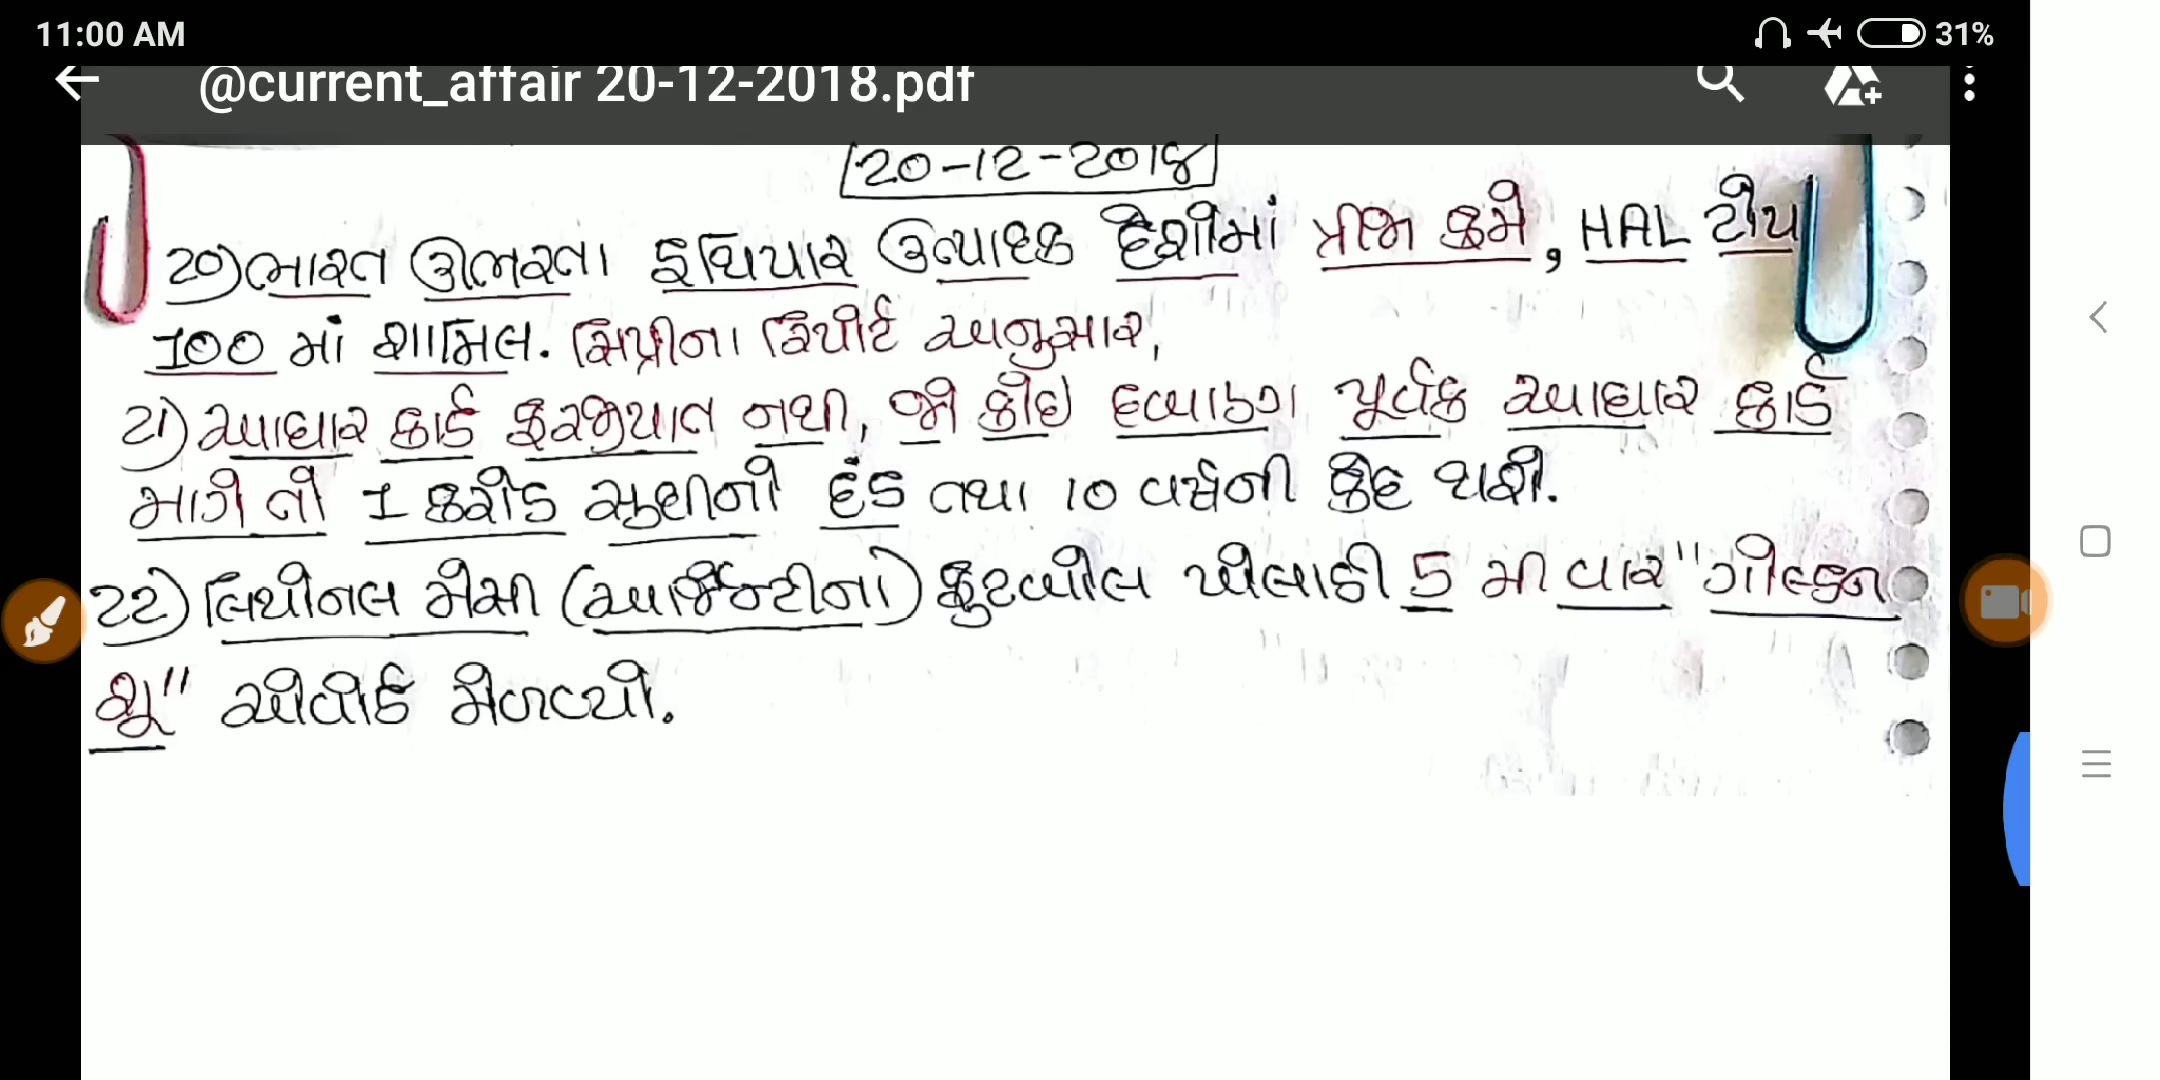 11:00 AM 31%
@current_affair 20-12-2018.pdf
20-12-2018
20) ભારત ઊભરતા હથિયાર ઉત્પાદક દેશોમાં ત્રીજા ક્રમે, HAL ટોપ
100 માં શામિલ. સિપ્રીના રિપોર્ટ અનુસાર,
21) આધાર કાર્ડ ફરજીયાત નથી, જો કોઇ દબાણ પૂર્વક આધાર કાર્ડ
માગે તો 1 કરોડ સુધીનો દંડ તથા 10 વર્ષની કૈદ થશે.
22) લિયોનલ મેસી (આર્જેન્ટીના) ફુટબોલ ખેલાડી 5 મી વાર "ગોલ્ડન
શૂ" એવોર્ડ મેળવ્યો.